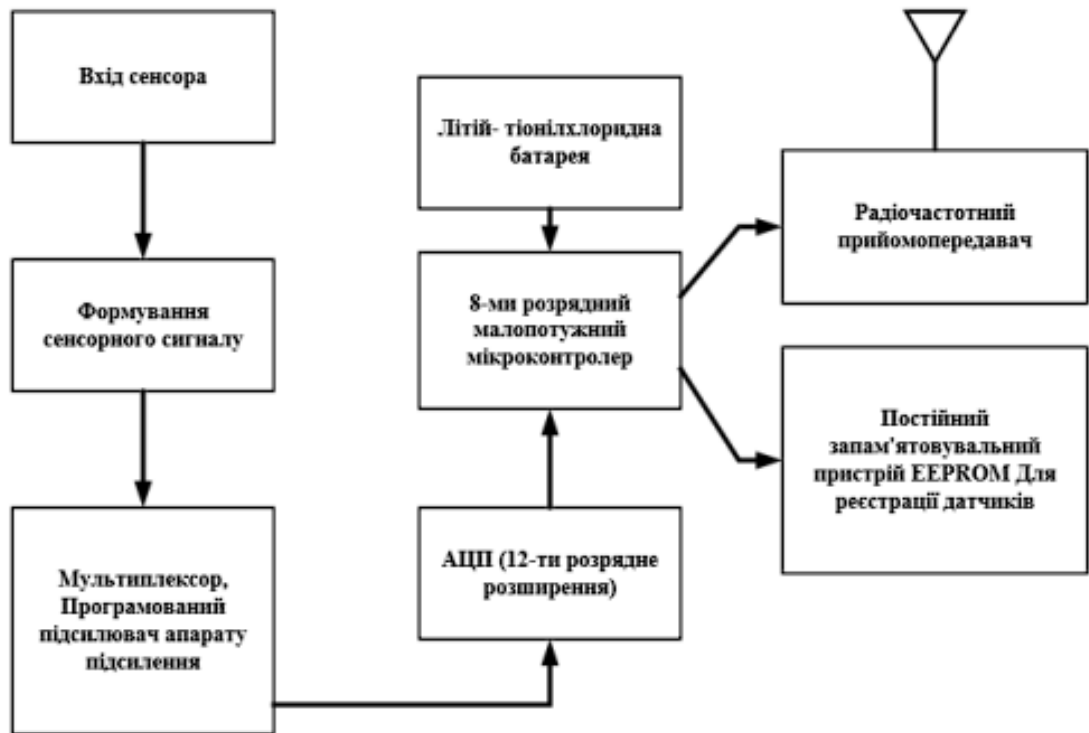 Вхід сенсора
Літій- тіонілхлоридна
батарея
Радіочастотний
прийомопередавач
Формування
сенсорного сигналу
8-ми розрядний
малопотужний
мікроконтролер
Постійний
запам'ятовувальний
пристрій EEPROM Для
реєстрації датчиків
Мультиплексор,
Програмований
підсилювач апарату
підсилення
АЦП (12-ти розрядне
розширення)